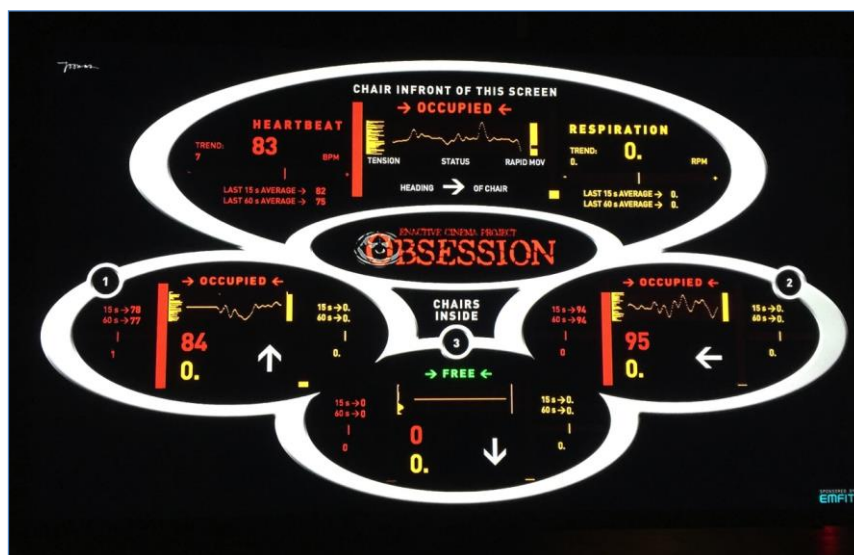 CHAIR INFRONT OF THIS SCREEN
→ OCCUPIED ←
HEARTBEAT
TREND:
7
83
BPM
- +
LAST 15 s AVERAGE → 82
LAST 60 s AVERAGE → 75
TENSION STATUS RAPID MOV
HEADING → OF CHAIR
RESPIRATION
TREND:
0.
0.
RPM
- +
LAST 15 s AVERAGE → 0.
LAST 60 s AVERAGE → 0.
ENACTIVE CINEMA PROJECT
OBSESSION
1
→ OCCUPIED ←
15 s→78
60 s→77
1
84
0.
↑
15 s→0.
60 s→0.
0.
CHAIRS
INSIDE
2
→ OCCUPIED ←
15 s→94
60 s→94
0
95
0.
←
15 s→0.
60 s→0.
0.
3
→ FREE ←
15 s→0
60 s→0
0
0
0.
↓
15 s→0.
60 s→0.
0.
SPONSORED BY
EMFIT